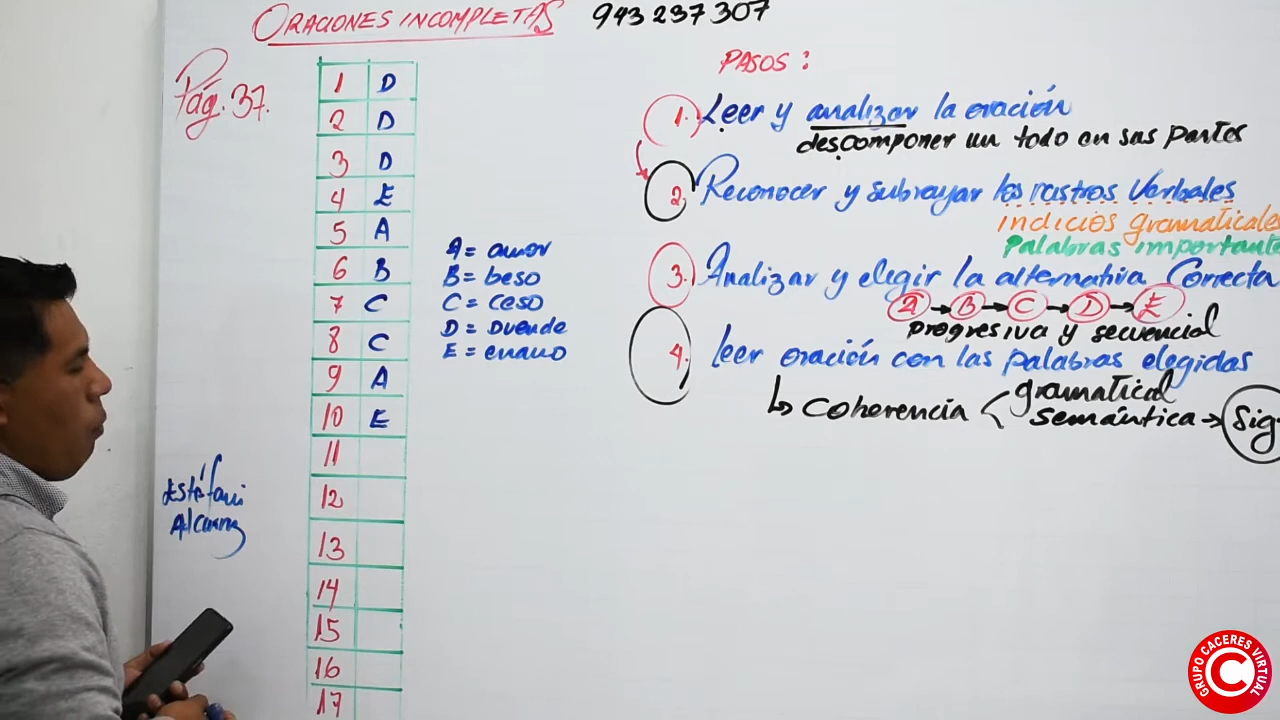 ORACIONES INCOMPLETAS 943 237 307
Pág. 37.
1 D
2 D
3 D
4 E
5 A
6 B
7 C
8 C
9 A
10 E
11
12
13
14
15
16
17
A = amor
B = beso
C = ceso
D = Duende
E = enano
Estéfani
PASOS:
1. Leer y analizar la oración
descomponer un todo en sus partes
2. Reconocer y subrayar los rastros verbales
indicios gramaticales
Palabras importante
3. Analizar y elegir la alternativa Correcta
A → B → C → D → E
progresiva y secuencial
4. leer oración con las palabras elegidas
↳ Coherencia < gramatical
semántica → Sig
GRUPO CACERES VIRTUAL
C